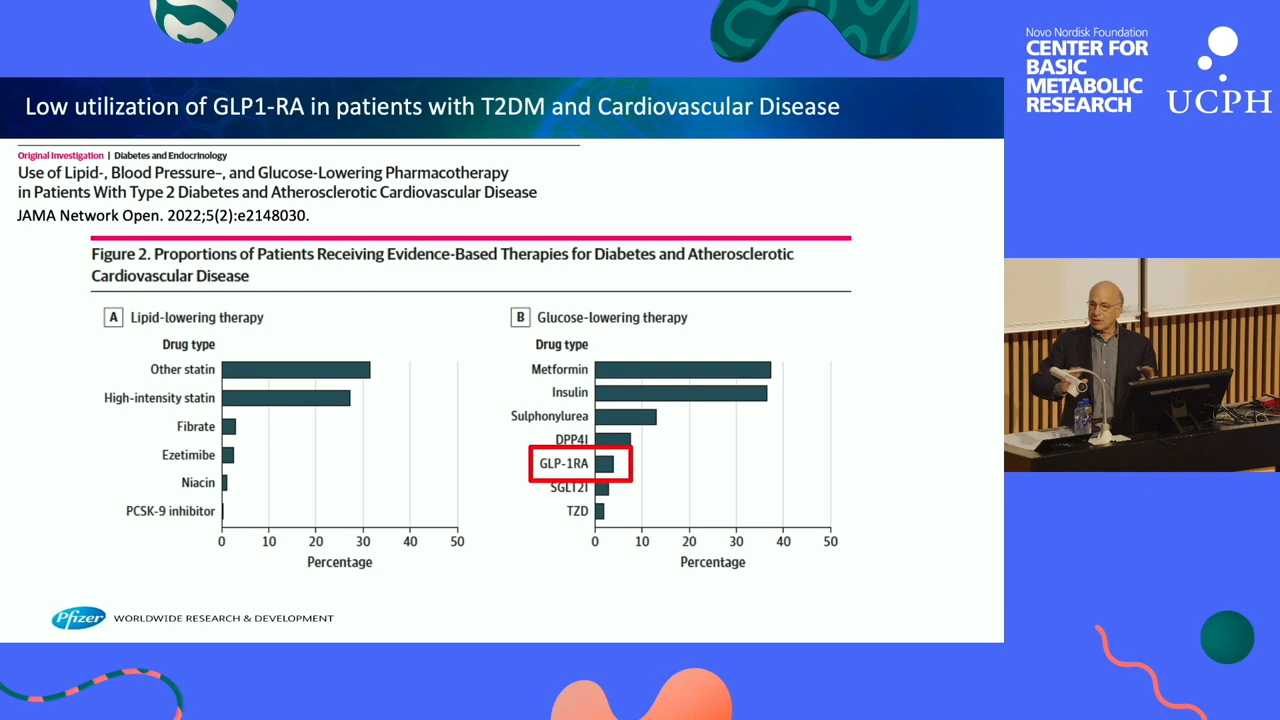 Novo Nordisk Foundation
CENTER FOR
BASIC
METABOLIC
RESEARCH
UCPH
Low utilization of GLP1-RA in patients with T2DM and Cardiovascular Disease
Original Investigation | Diabetes and Endocrinology
Use of Lipid-, Blood Pressure–, and Glucose-Lowering Pharmacotherapy
in Patients With Type 2 Diabetes and Atherosclerotic Cardiovascular Disease
JAMA Network Open. 2022;5(2):e2148030.
Figure 2. Proportions of Patients Receiving Evidence-Based Therapies for Diabetes and Atherosclerotic
Cardiovascular Disease
A Lipid-lowering therapy
Drug type
Other statin
High-intensity statin
Fibrate
Ezetimibe
Niacin
PCSK-9 inhibitor
0 10 20 30 40 50
Percentage
B Glucose-lowering therapy
Drug type
Metformin
Insulin
Sulphonylurea
DPP4I
GLP-1RA
SGLT2I
TZD
0 10 20 30 40 50
Percentage
Pfizer WORLDWIDE RESEARCH & DEVELOPMENT